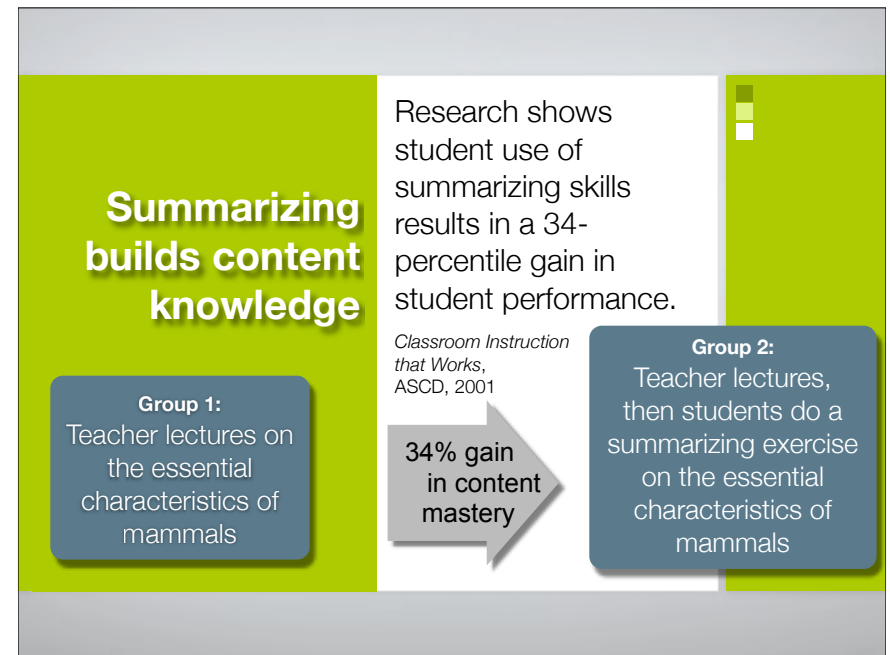 Summarizing
builds content
knowledge
Research shows
student use of
summarizing skills
results in a 34-
percentile gain in
student performance.
Classroom Instruction
that Works,
ASCD, 2001
Group 1:
Teacher lectures on
the essential
characteristics of
mammals
34% gain
in content
mastery
Group 2:
Teacher lectures,
then students do a
summarizing exercise
on the essential
characteristics of
mammals